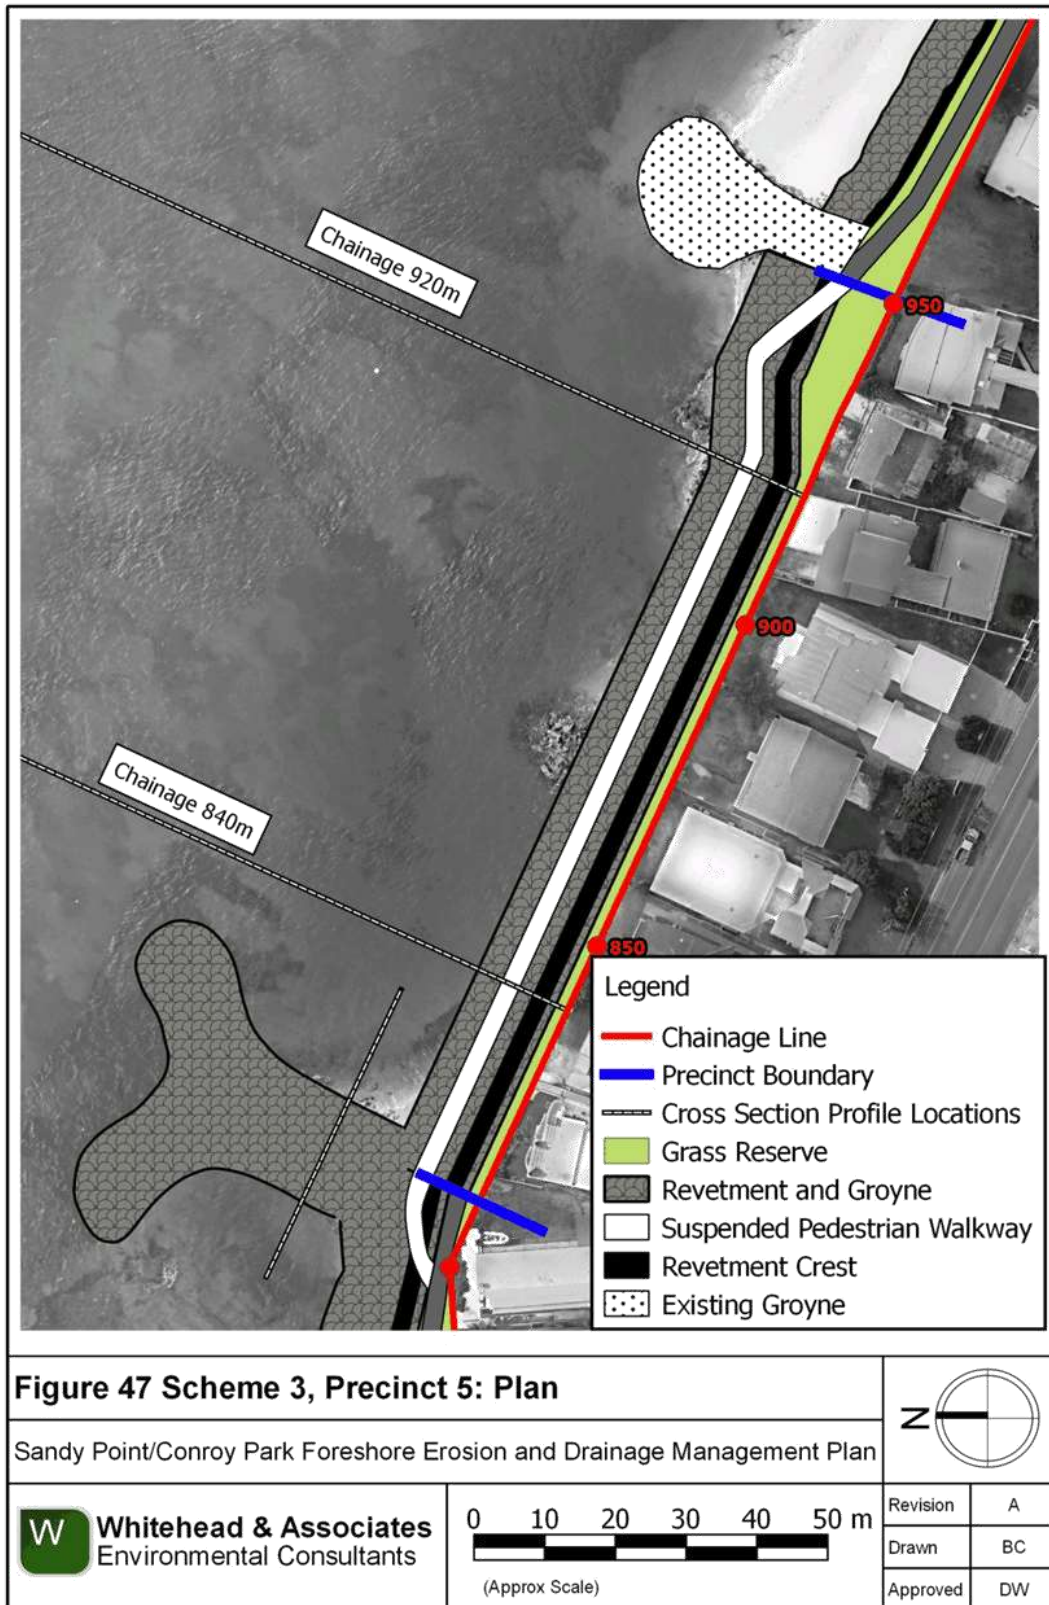 Chainage 920m
950
900
Chainage 840m
850
Legend
Chainage Line
Precinct Boundary
Cross Section Profile Locations
Grass Reserve
Revetment and Groyne
Suspended Pedestrian Walkway
Revetment Crest
Existing Groyne
Figure 47 Scheme 3, Precinct 5: Plan
Sandy Point/Conroy Park Foreshore Erosion and Drainage Management Plan
N
W
Whitehead & Associates
Environmental Consultants
0 10 20 30 40 50 m
(Approx Scale)
Revision A
Drawn BC
Approved DW